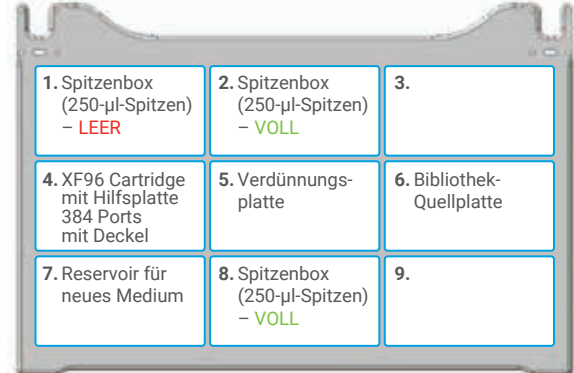 1. Spitzenbox
(250-µl-Spitzen)
– LEER
2. Spitzenbox
(250-µl-Spitzen)
– VOLL
3.
4. XF96 Cartridge
mit Hilfsplatte
384 Ports
mit Deckel
5. Verdünnungs-
platte
6. Bibliothek-
Quellplatte
7. Reservoir für
neues Medium
8. Spitzenbox
(250-µl-Spitzen)
– VOLL
9.